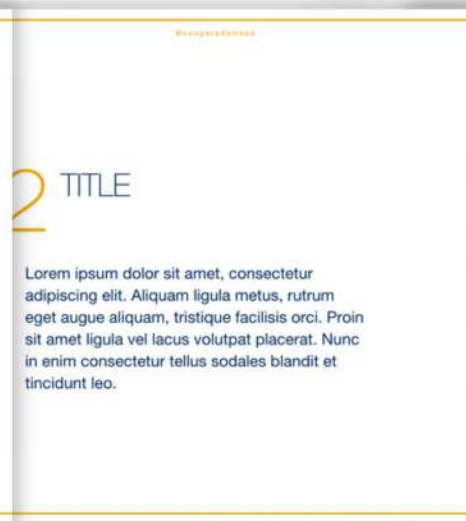 2 TITLE
Lorem ipsum dolor sit amet, consectetur
adipiscing elit. Aliquam ligula metus, rutrum
eget augue aliquam, tristique facilisis orci. Proin
sit amet ligula vel lacus volutpat placerat. Nunc
in enim consectetur tellus sodales blandit et
tincidunt leo.